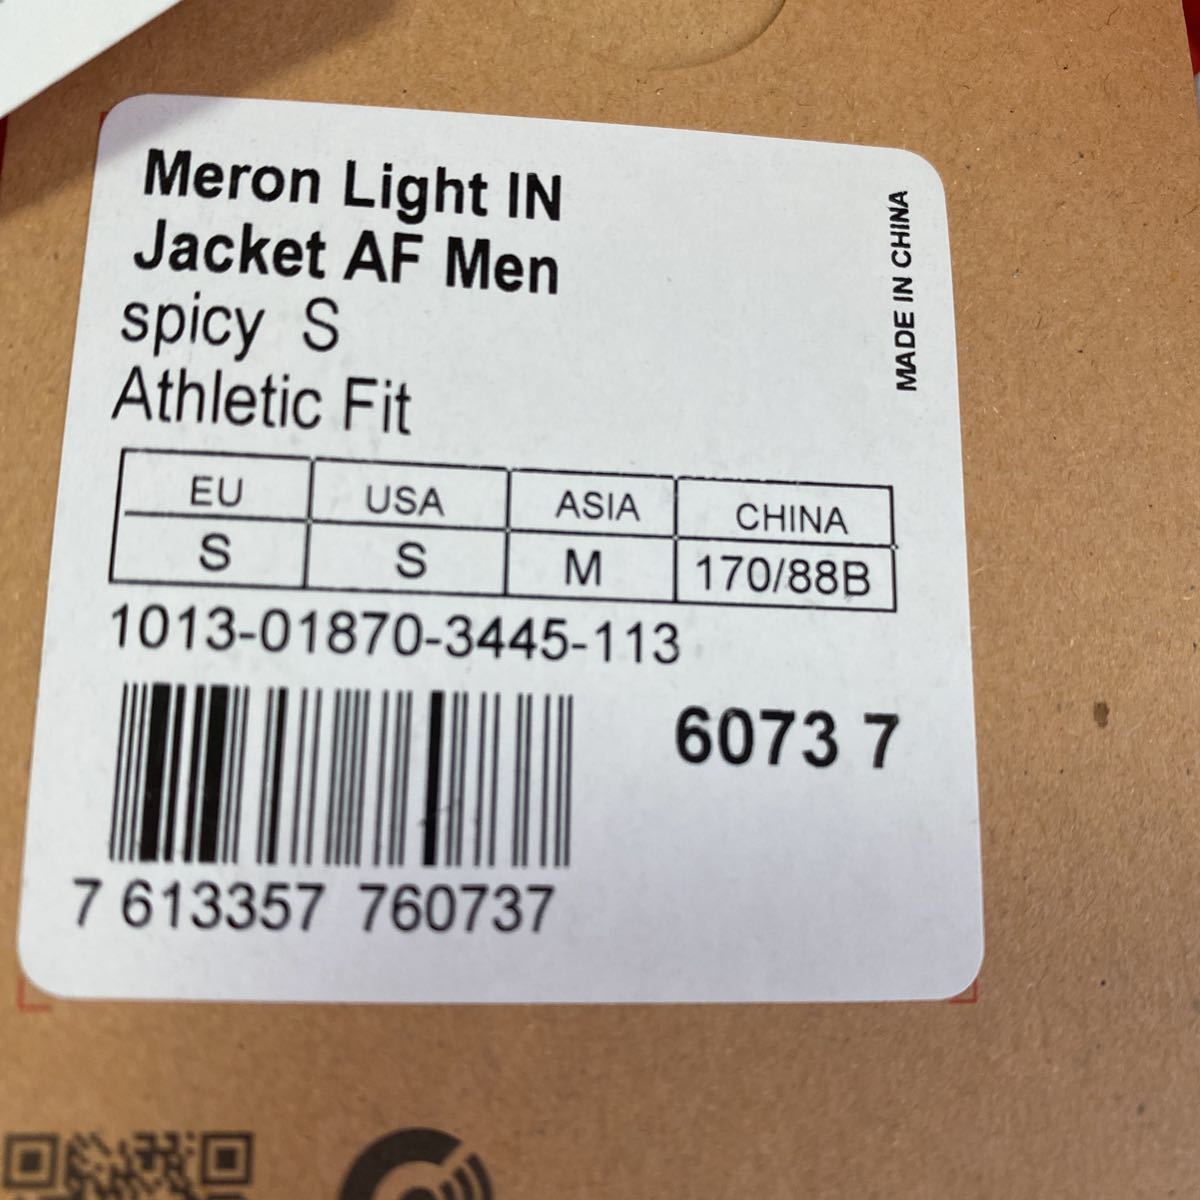 Meron Light IN
Jacket AF Men
spicy S
Athletic Fit
MADE IN CHINA
EU USA ASIA CHINA
S S M 170/88B
1013-01870-3445-113
6073 7
7 613357 760737